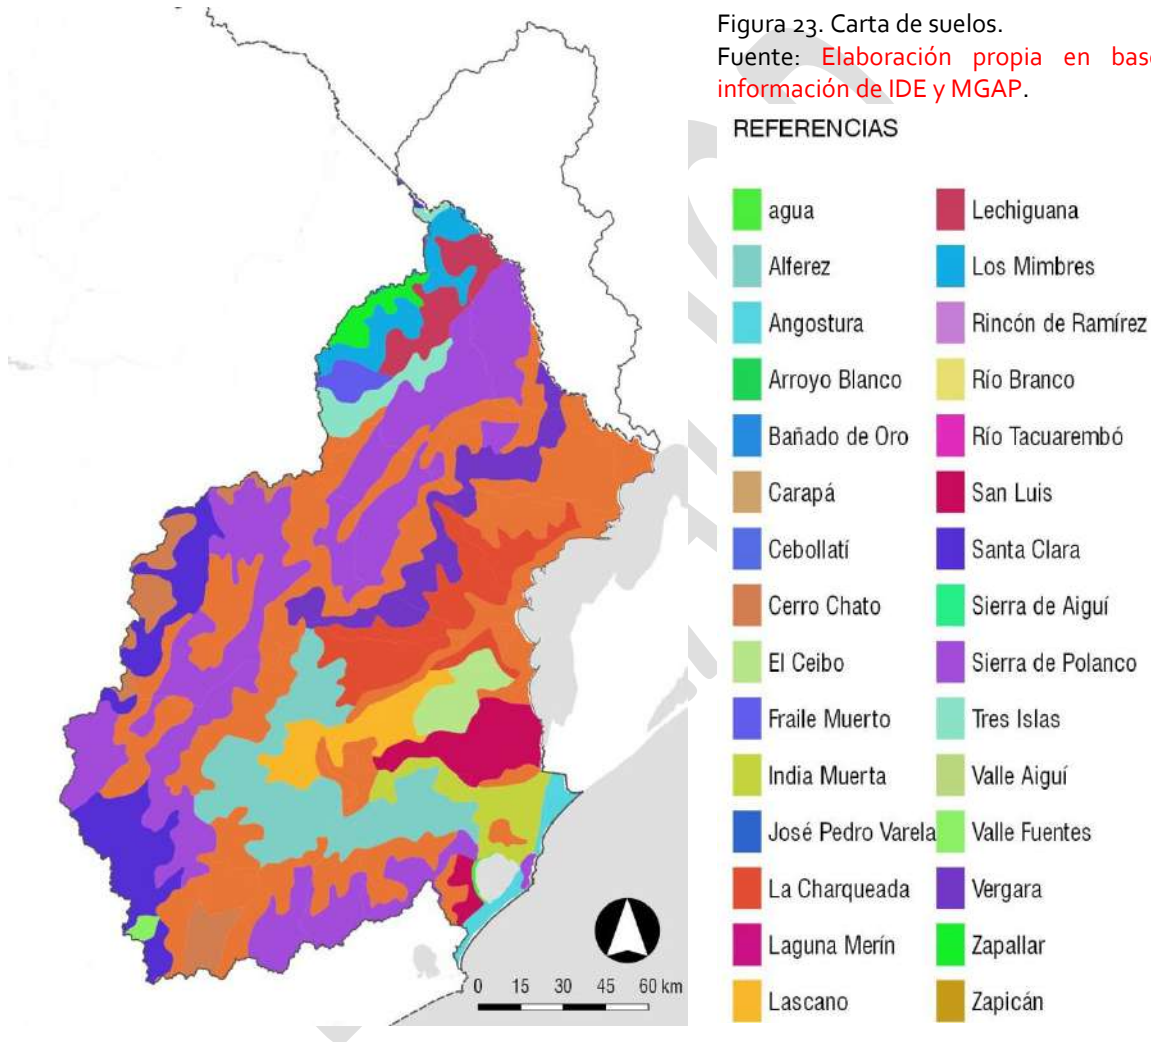 Figura 23. Carta de suelos.
Fuente: Elaboración propia en base
información de IDE y MGAP.
REFERENCIAS
agua
Alferez
Angostura
Arroyo Blanco
Bañado de Oro
Carapá
Cebollatí
Cerro Chato
El Ceibo
Fraile Muerto
India Muerta
José Pedro Varela
La Charqueada
Laguna Merín
Lascano
Lechiguana
Los Mimbres
Rincón de Ramírez
Río Branco
Río Tacuarembó
San Luis
Santa Clara
Sierra de Aiguí
Sierra de Polanco
Tres Islas
Valle Aiguí
Valle Fuentes
Vergara
Zapallar
Zapicán
0 15 30 45 60 km